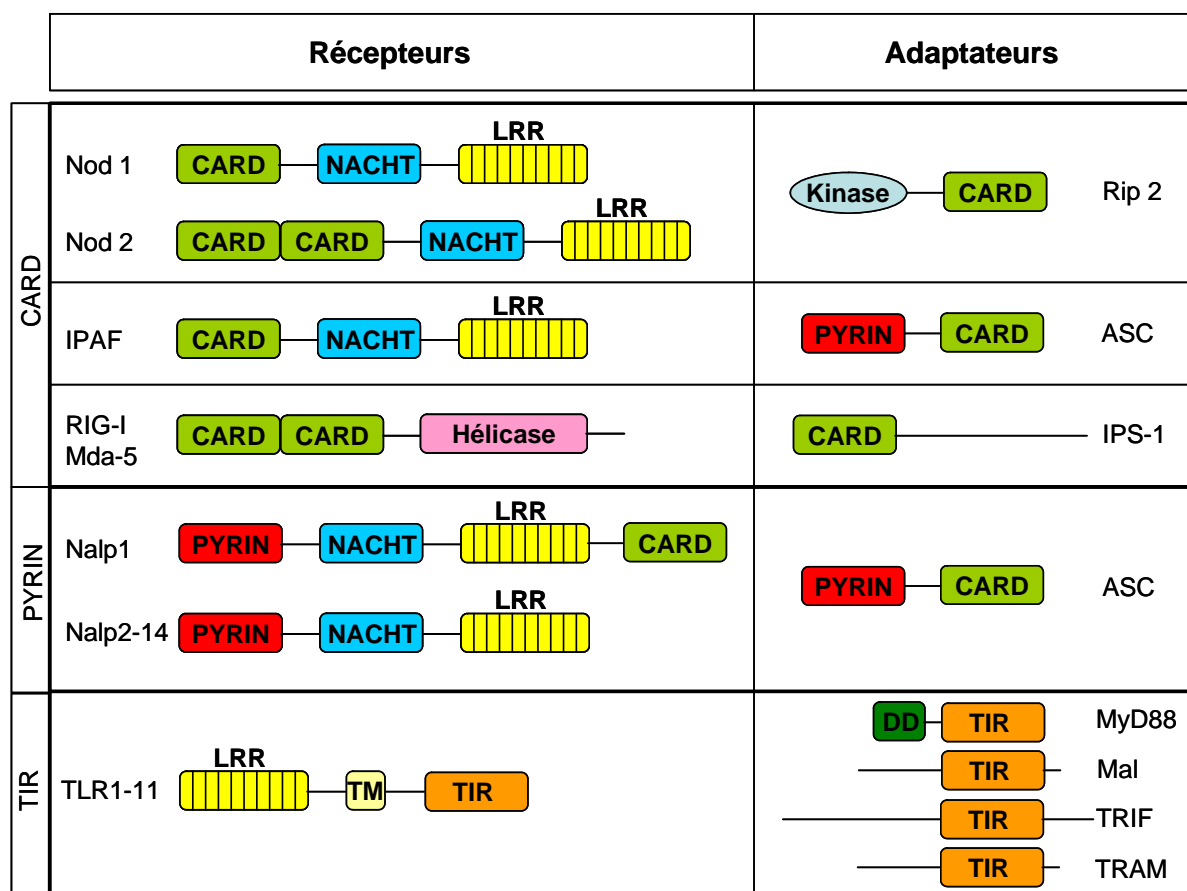 Récepteurs Adaptateurs
CARD
LRR
Nod 1 CARD NACHT
Kinase CARD Rip 2
LRR
Nod 2 CARD CARD NACHT
LRR
IPAF CARD NACHT
PYRIN CARD ASC
RIG-I
Mda-5 CARD CARD Hélicase
CARD IPS-1
PYRIN
LRR
Nalp1 PYRIN NACHT CARD
PYRIN CARD ASC
LRR
Nalp2-14 PYRIN NACHT
TIR
LRR
TLR1-11 TM TIR
DD TIR MyD88
TIR Mal
TIR TRIF
TIR TRAM